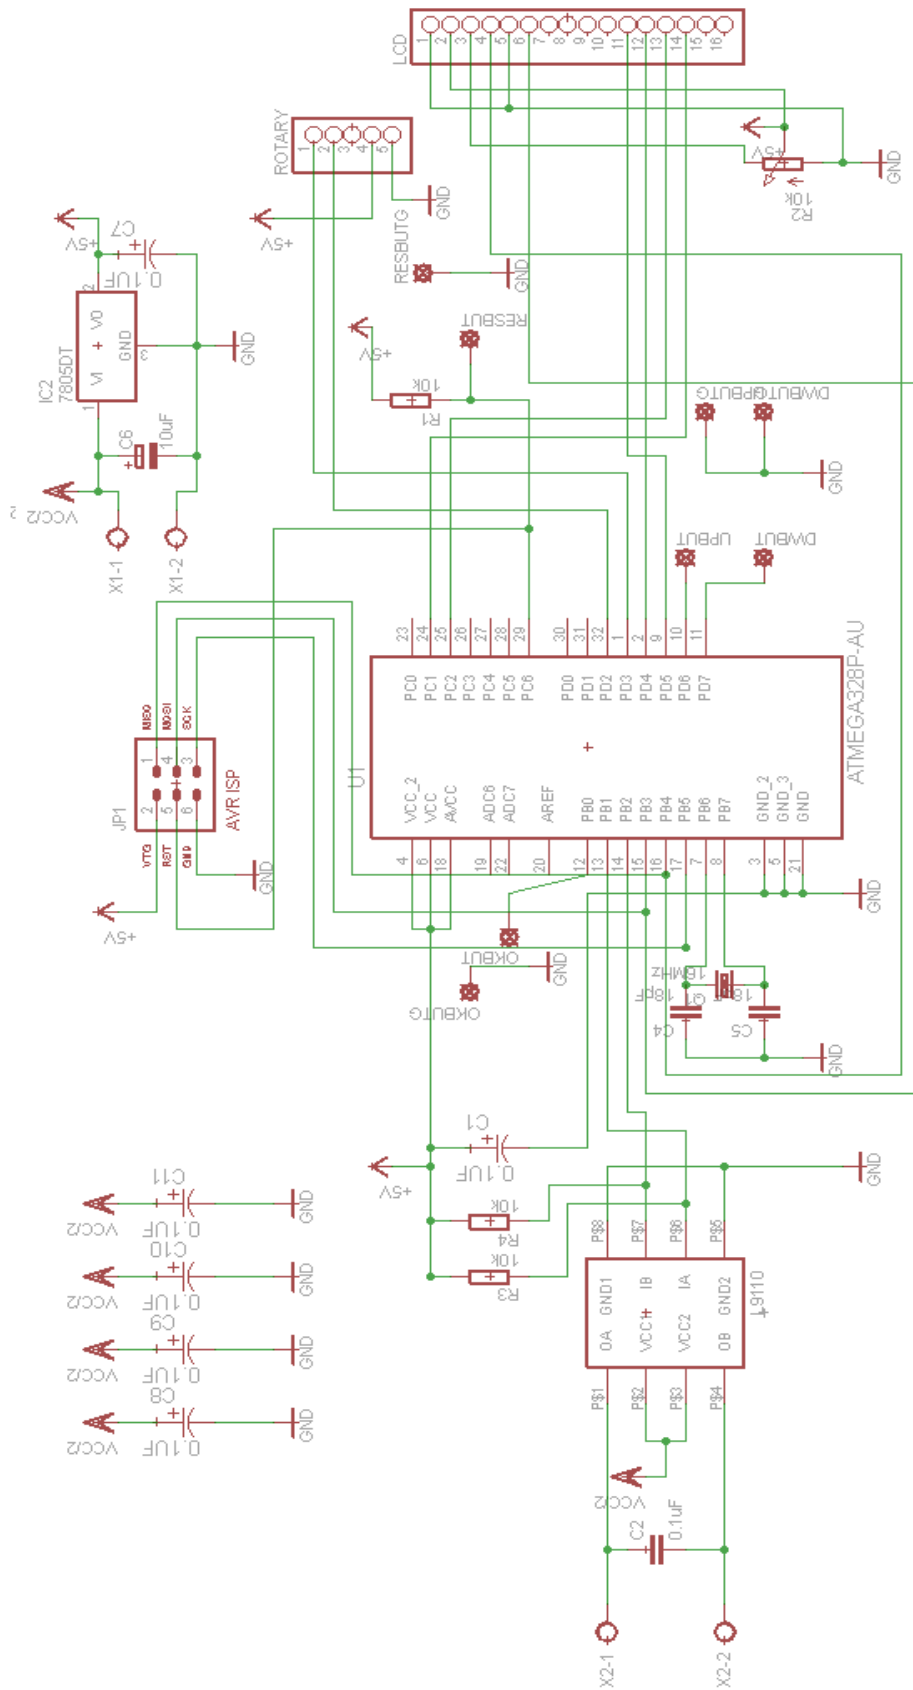 LCD
1
2
3
4
5
6
7
8
9
10
11
12
13
14
15
16
ROTARY
1
2
3
4
5
+5V
GND
+5V
R2
10k
GND
+5V
C7
0.1UF
IC2
7805DT
VI
VO
GND
1
2
3
GND
C6
10uF
VCC/2
X1-1
X1-2
RESBUTG
GND
RESBUT
+5V
R1
10k
UPBUTG
DWBUTG
GND
UPBUT
DWBUT
JP1
AVR ISP
MISO
MOSI
SCK
1
4
3
2
5
6
VTG
RST
GND
+5V
GND
U1
ATMEGA328P-AU
23
24
25
26
27
28
29
30
31
32
1
2
9
10
11
PC0
PC1
PC2
PC3
PC4
PC5
PC6
PD0
PD1
PD2
PD3
PD4
PD5
PD6
PD7
VCC_2
VCC
AVCC
ADC6
ADC7
AREF
PB0
PB1
PB2
PB3
PB4
PB5
PB6
PB7
GND_2
GND_3
GND
4
6
18
19
22
20
12
13
14
15
16
17
7
8
3
5
21
GND
OKBUT
OKBUTG
GND
16MHz
Q1
18pF
C4
C5
GND
C1
0.1UF
+5V
R4
10k
R3
10k
GND
C11
0.1UF
VCC/2
GND
C10
0.1UF
VCC/2
GND
C9
0.1UF
VCC/2
GND
C8
0.1UF
VCC/2
GND
P$8
P$7
P$6
P$5
GND1
IB
IA
GND2
OA
VCC1
VCC2
OB
L9110
P$1
P$2
P$3
P$4
VCC/2
C2
0.1uF
X2-1
X2-2